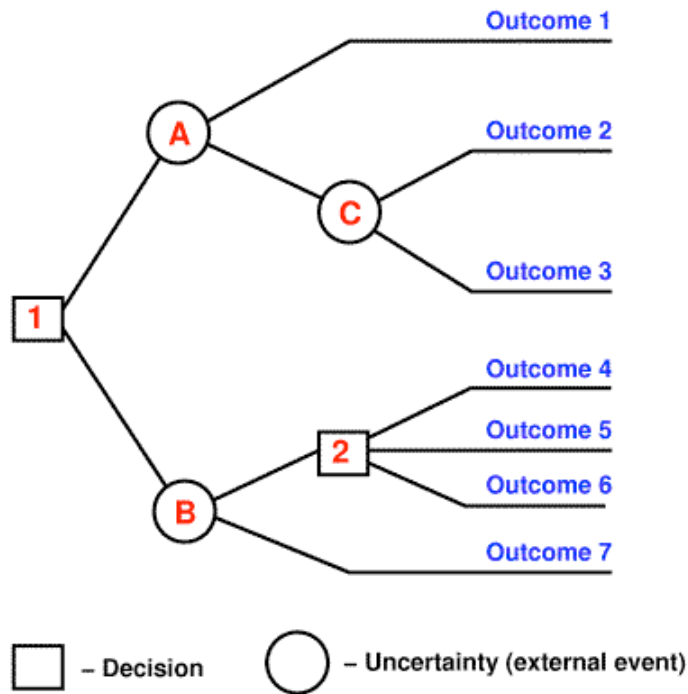 Outcome 1
A
Outcome 2
C
Outcome 3
1
Outcome 4
Outcome 5
2
Outcome 6
B
Outcome 7
– Decision
– Uncertainty (external event)